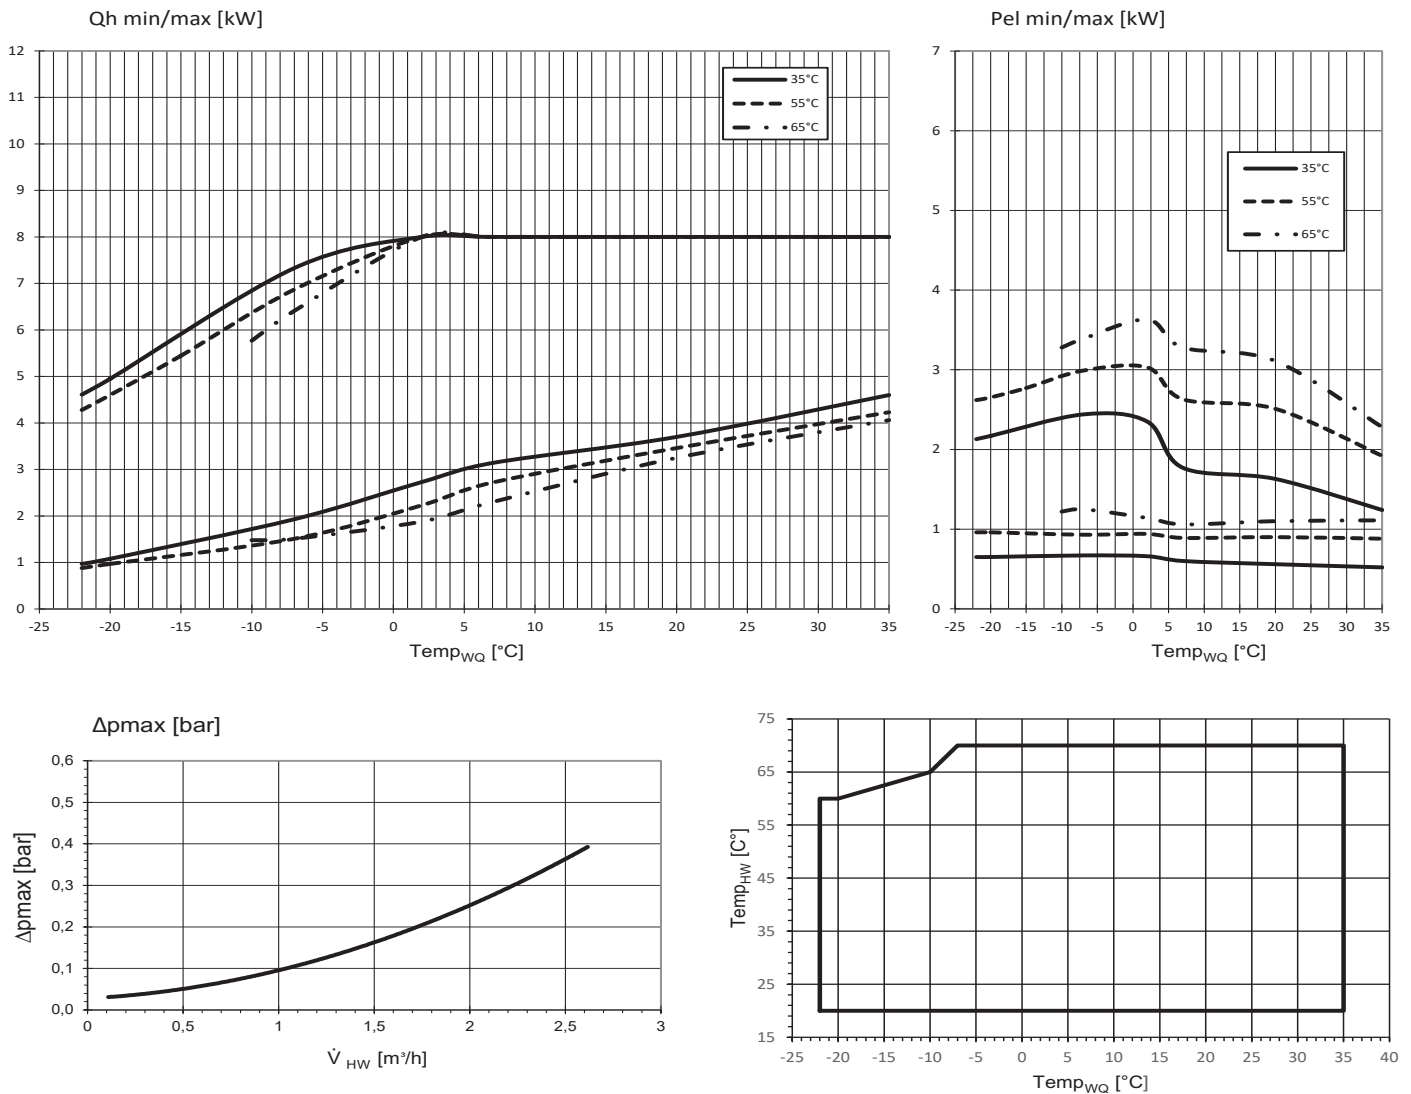 Qh min/max [kW]
12
11
10
9
8
7
6
5
4
3
2
1
0
-25 -20 -15 -10 -5 0 5 10 15 20 25 30 35
TempWQ [°C]
35°C
55°C
65°C
Pel min/max [kW]
7
6
5
4
3
2
1
0
-25 -20 -15 -10 -5 0 5 10 15 20 25 30 35
TempWQ [°C]
35°C
55°C
65°C
Δpmax [bar]
Δpmax [bar]
0,6
0,5
0,4
0,3
0,2
0,1
0,0
0 0,5 1 1,5 2 2,5 3
V̇ HW [m³/h]
TempHW [C°]
75
65
55
45
35
25
15
-25 -20 -15 -10 -5 0 5 10 15 20 25 30 35 40
TempWQ [°C]